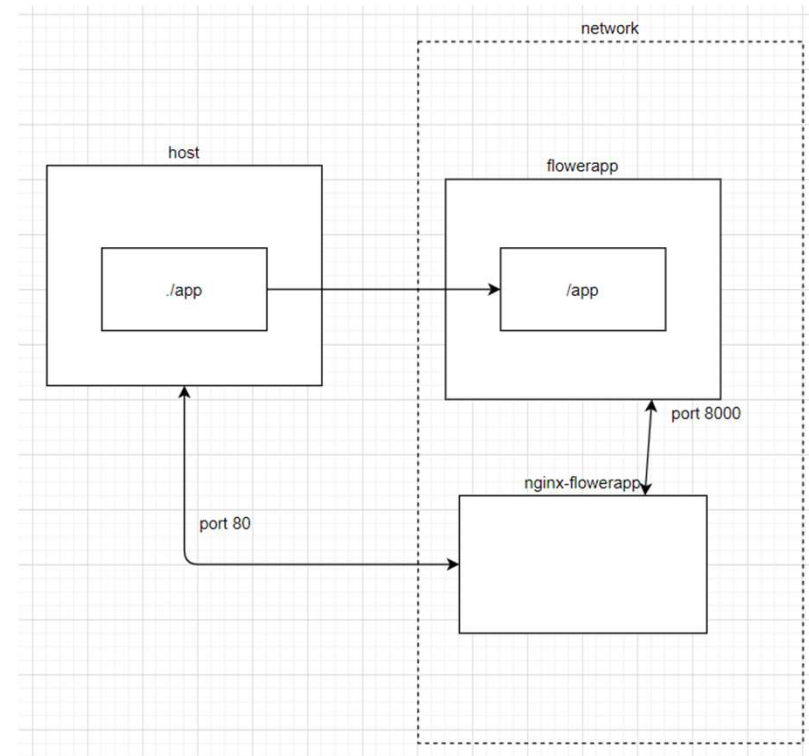 network
host
flowerapp
./app
/app
port 8000
nginx-flowerapp
port 80